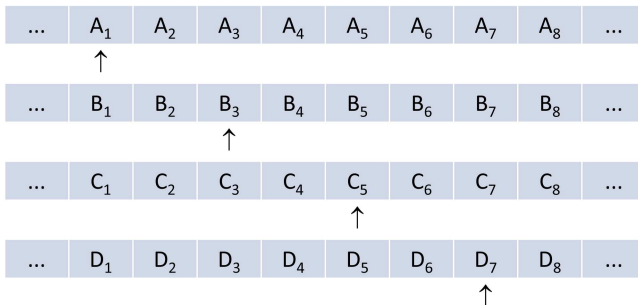 ... A₁ A₂ A₃ A₄ A₅ A₆ A₇ A₈ ...
... B₁ B₂ B₃ B₄ B₅ B₆ B₇ B₈ ...
... C₁ C₂ C₃ C₄ C₅ C₆ C₇ C₈ ...
... D₁ D₂ D₃ D₄ D₅ D₆ D₇ D₈ ...